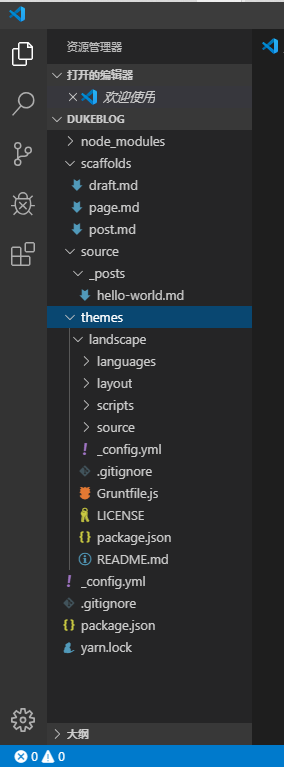 资源管理器
打开的编辑器
欢迎使用
DUKEBLOG
node_modules
scaffolds
draft.md
page.md
post.md
source
_posts
hello-world.md
themes
landscape
languages
layout
scripts
source
_config.yml
.gitignore
Gruntfile.js
LICENSE
package.json
README.md
_config.yml
.gitignore
package.json
yarn.lock
大纲
0 0